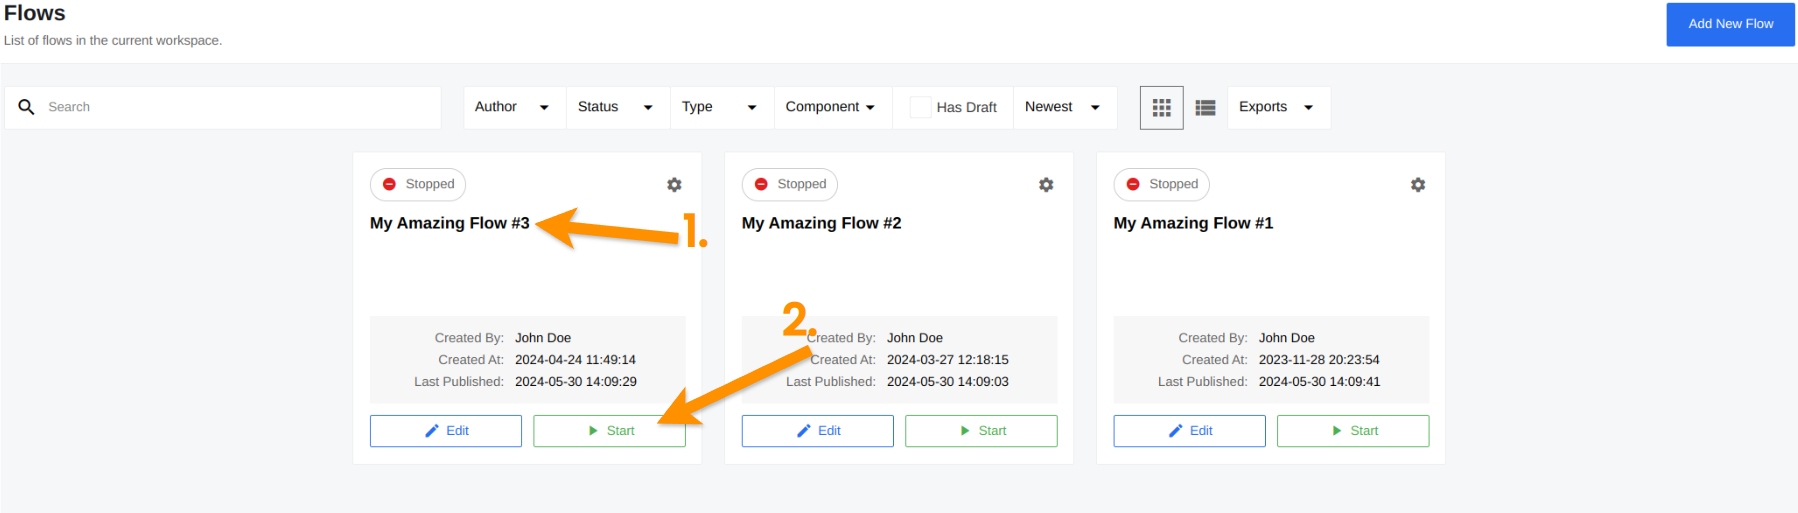 Flows
Add New Flow
List of flows in the current workspace.
Search
Author
Status
Type
Component
Has Draft
Newest
Exports
Stopped
My Amazing Flow #3
1.
Created By: John Doe
Created At: 2024-04-24 11:49:14
Last Published: 2024-05-30 14:09:29
Edit
Start
Stopped
My Amazing Flow #2
2.
Created By: John Doe
Created At: 2024-03-27 12:18:15
Last Published: 2024-05-30 14:09:03
Edit
Start
Stopped
My Amazing Flow #1
Created By: John Doe
Created At: 2023-11-28 20:23:54
Last Published: 2024-05-30 14:09:41
Edit
Start